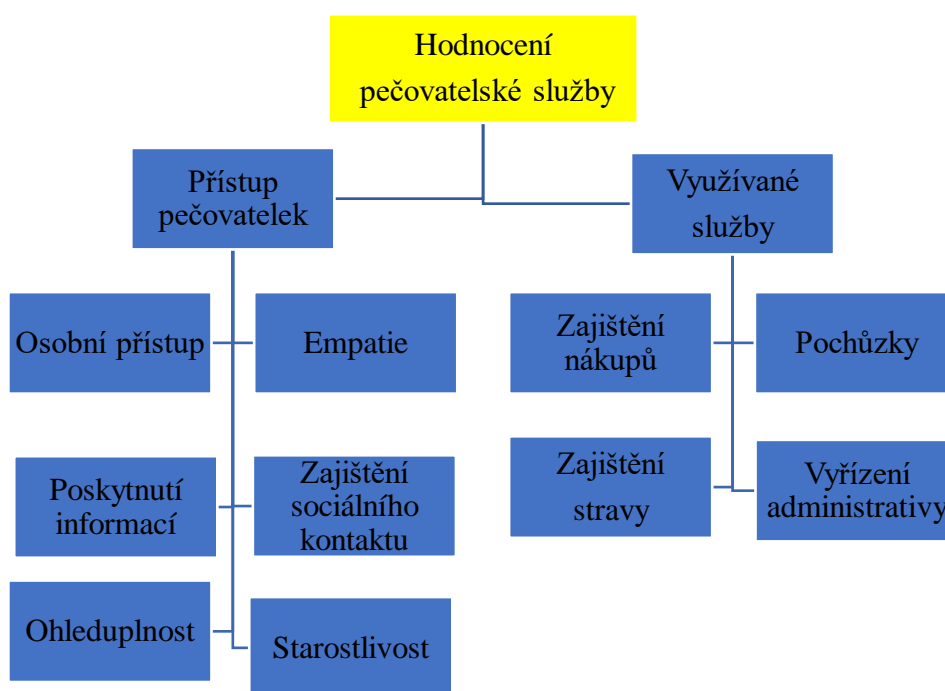 Hodnocení
pečovatelské služby
Přístup
pečovatelek
Využívané
služby
Osobní přístup
Empatie
Zajištění
nákupů
Pochůzky
Poskytnutí
informací
Zajištění
sociálního
kontaktu
Zajištění
stravy
Vyřízení
administrativy
Ohleduplnost
Starostlivost